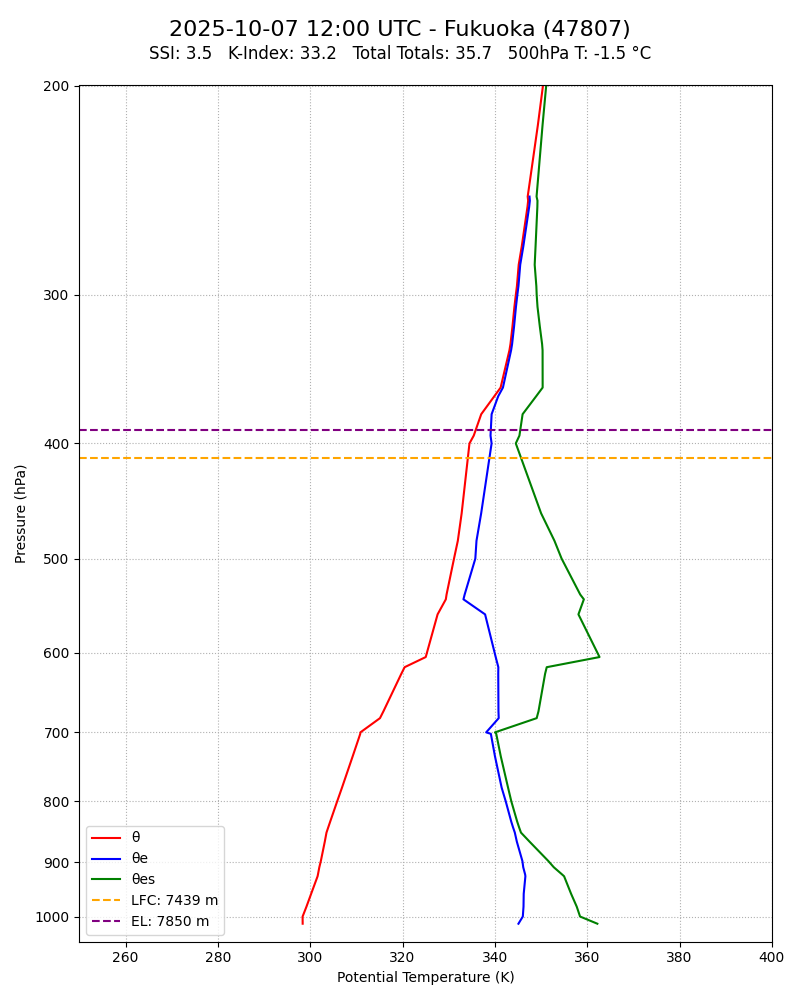 2025-10-07 12:00 UTC - Fukuoka (47807)
SSI: 3.5   K-Index: 33.2   Total Totals: 35.7   500hPa T: -1.5 °C
200
300
400
500
600
700
800
900
1000
Pressure (hPa)
θ
θe
θes
LFC: 7439 m
EL: 7850 m
260 280 300 320 340 360 380 400
Potential Temperature (K)